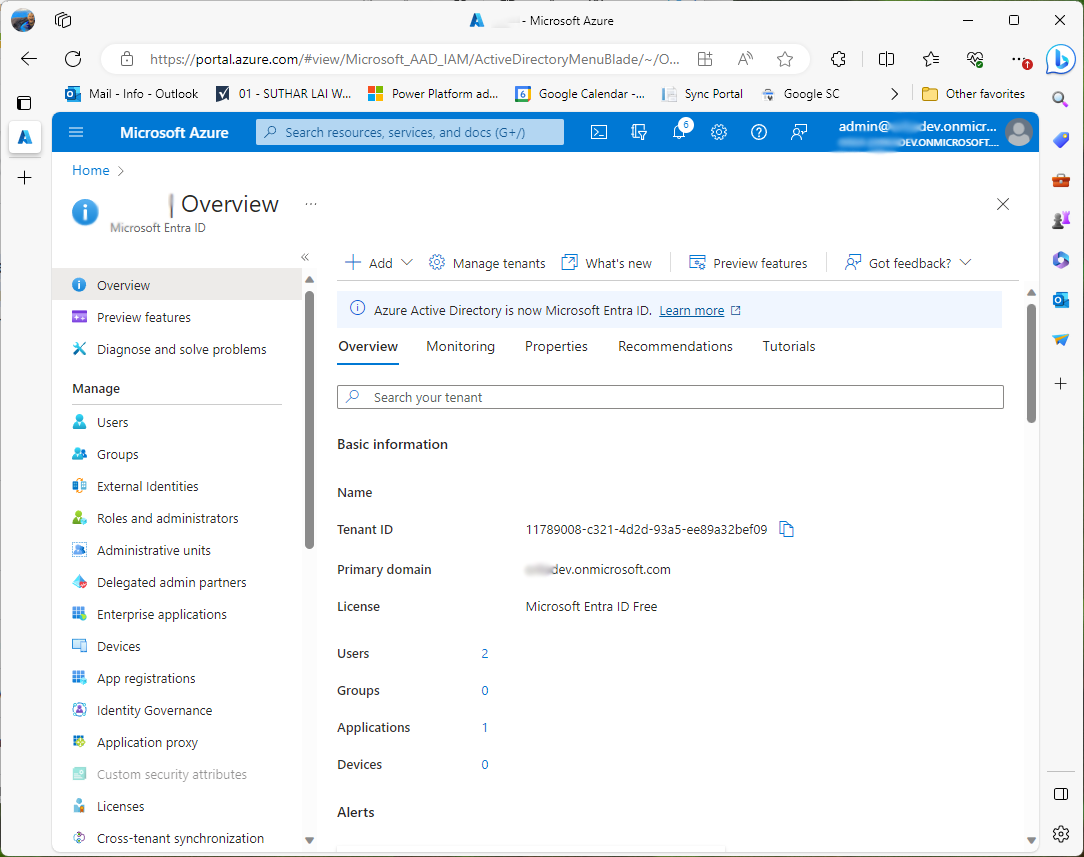 - Microsoft Azure
https://portal.azure.com/#view/Microsoft_AAD_IAM/ActiveDirectoryMenuBlade/~/O...
Mail - Info - Outlook
01 - SUTHAR LAI W...
Power Platform ad...
Google Calendar -...
Sync Portal
Google SC
Other favorites
Microsoft Azure
Search resources, services, and docs (G+/)
6
admin@ dev.onmicr...
DEV.ONMICROSOFT....
Home
| Overview
...
Microsoft Entra ID
Add
Manage tenants
What's new
Preview features
Got feedback?
Overview
Preview features
Diagnose and solve problems
Manage
Users
Groups
External Identities
Roles and administrators
Administrative units
Delegated admin partners
Enterprise applications
Devices
App registrations
Identity Governance
Application proxy
Custom security attributes
Licenses
Cross-tenant synchronization
Azure Active Directory is now Microsoft Entra ID. Learn more
Overview
Monitoring
Properties
Recommendations
Tutorials
Search your tenant
Basic information
Name
Tenant ID 11789008-c321-4d2d-93a5-ee89a32bef09
Primary domain dev.onmicrosoft.com
License Microsoft Entra ID Free
Users 2
Groups 0
Applications 1
Devices 0
Alerts